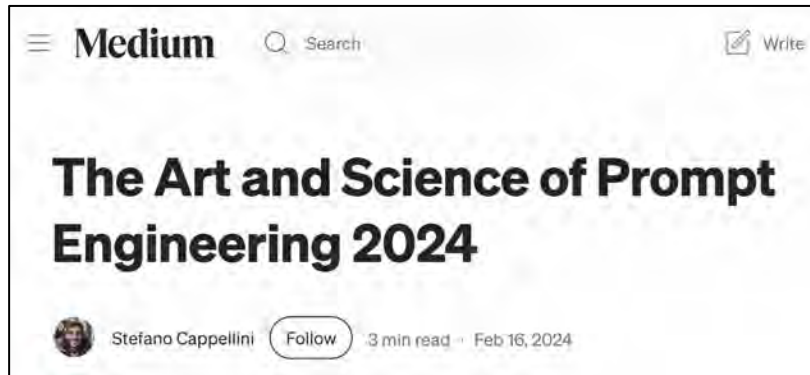 Medium Search Write
The Art and Science of Prompt
Engineering 2024
Stefano Cappellini Follow 3 min read · Feb 16, 2024